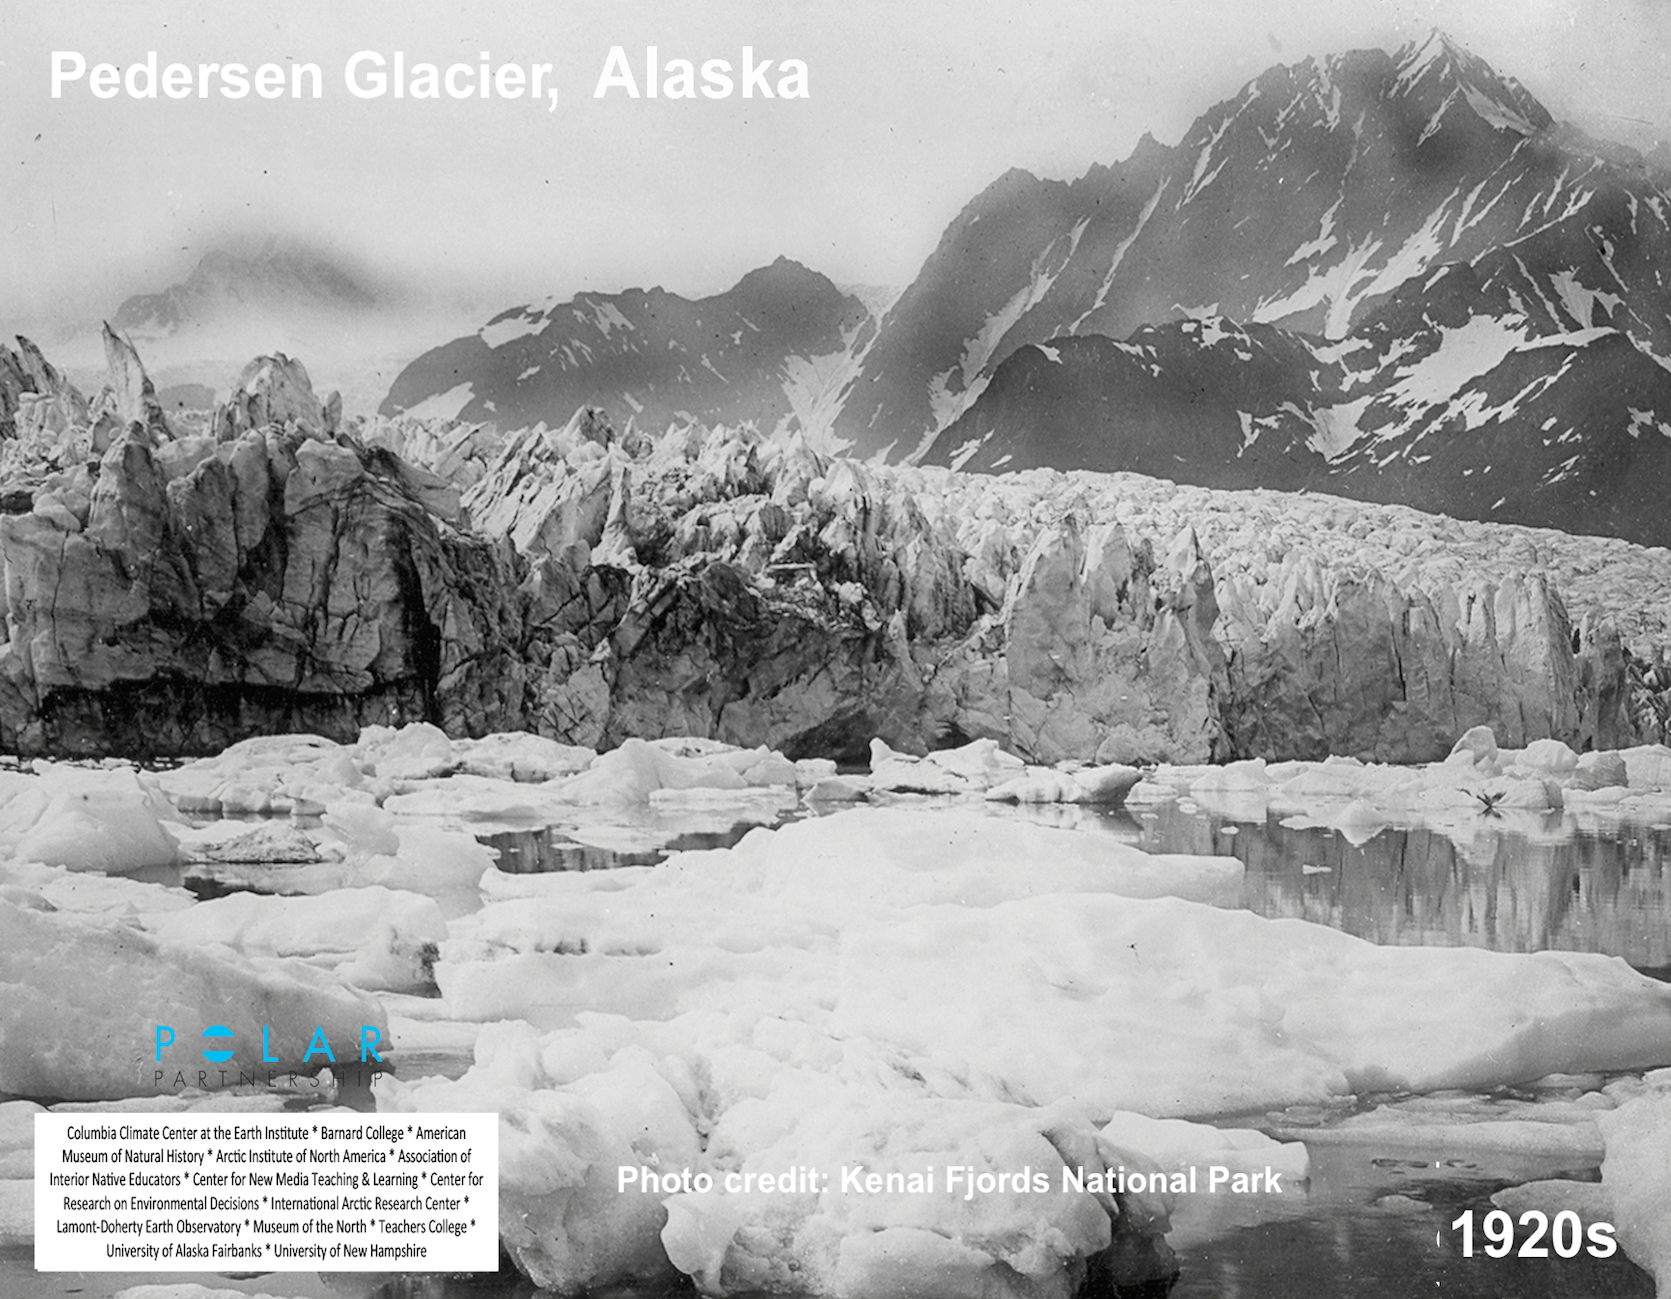 Pedersen Glacier, Alaska
POLAR
PARTNERSHIP
Columbia Climate Center at the Earth Institute * Barnard College * American
Museum of Natural History * Arctic Institute of North America * Association of
Interior Native Educators * Center for New Media Teaching & Learning * Center for
Research on Environmental Decisions * International Arctic Research Center *
Lamont-Doherty Earth Observatory * Museum of the North * Teachers College *
University of Alaska Fairbanks * University of New Hampshire
Photo credit: Kenai Fjords National Park
1920s